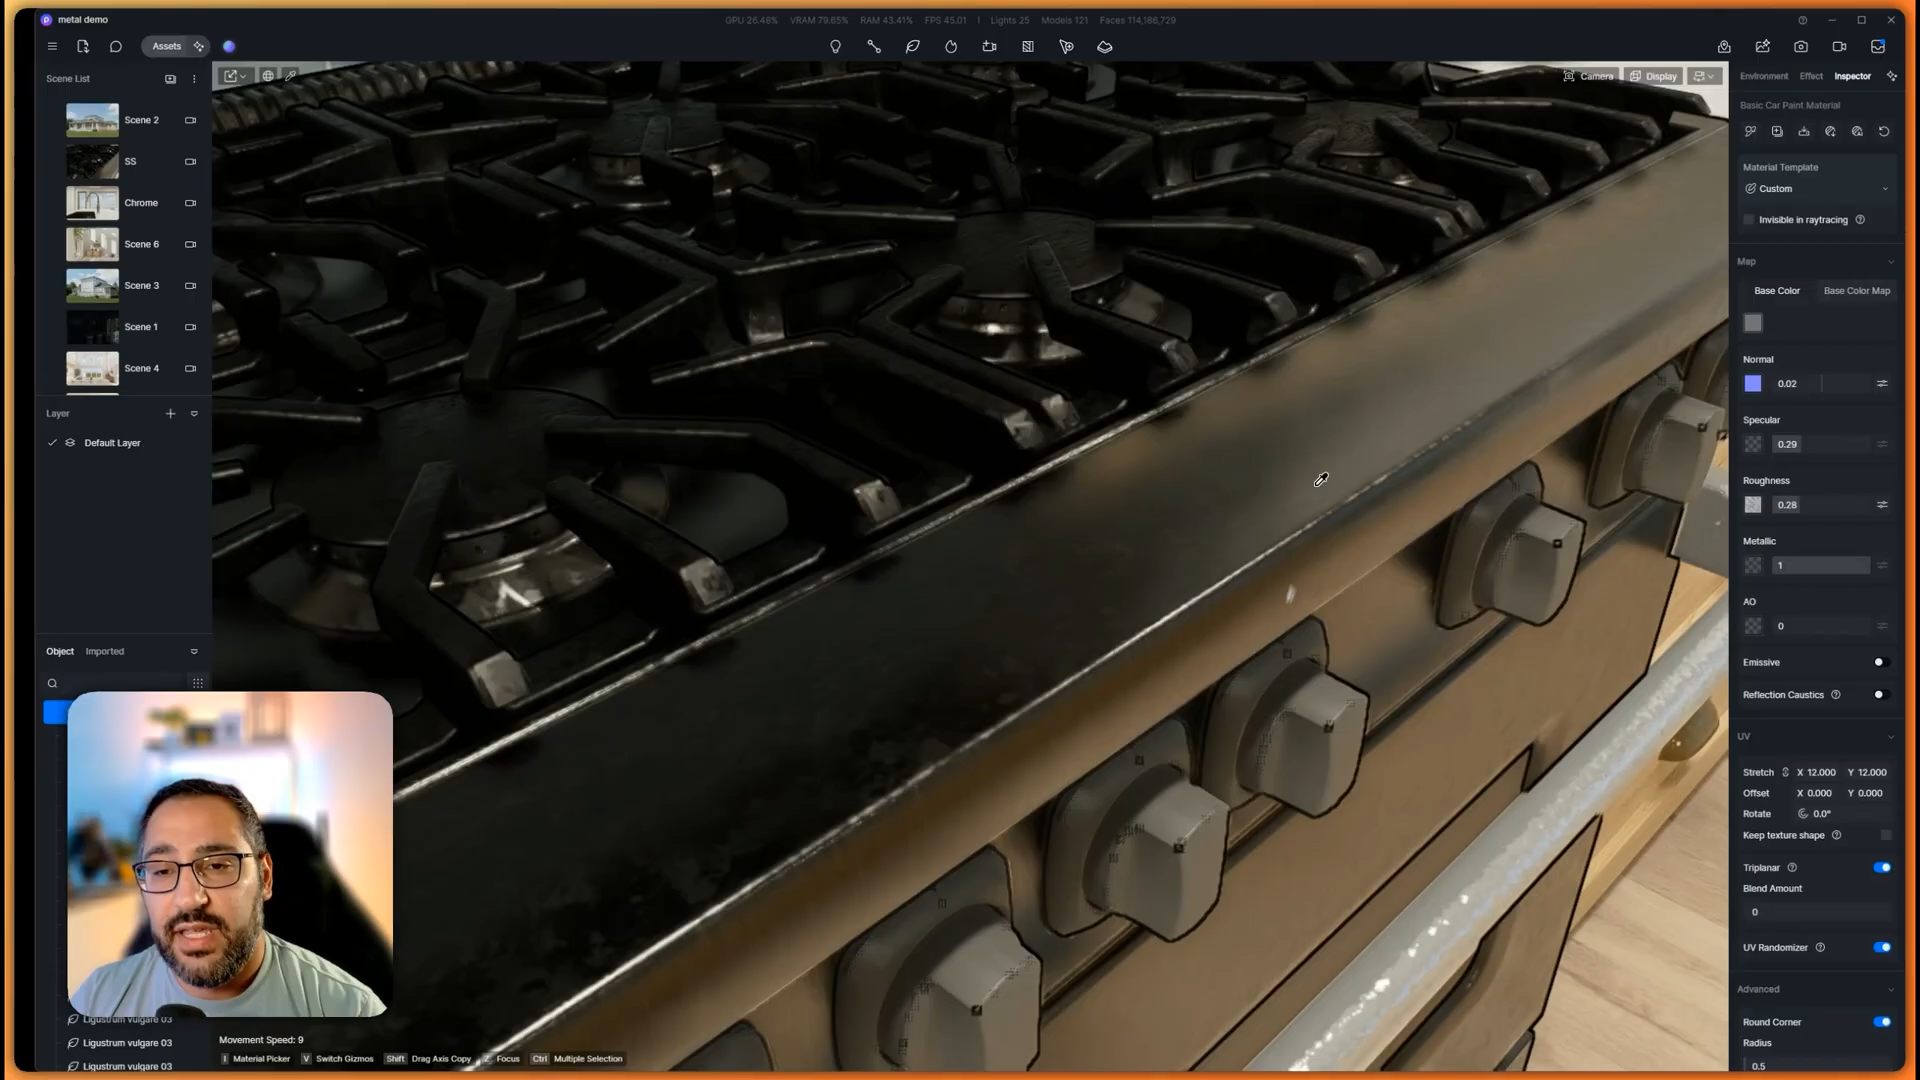 metal demo
GPU 26.48% VRAM 79.65% RAM 43.41% FPS 45.01 | Lights 25 Models 121 Faces 114,186,729
Assets
Scene List
Scene 2
SS
Chrome
Scene 6
Scene 3
Scene 1
Scene 4
Layer
Default Layer
Object Imported
Ligustrum vulgare 03
Ligustrum vulgare 03
Ligustrum vulgare 03
Camera Display
Movement Speed: 9
I Material Picker V Switch Gizmos Shift Drag Axis Copy Z Focus Ctrl Multiple Selection
Environment Effect Inspector
Basic Car Paint Material
Material Template
Custom
Invisible in raytracing
Map
Base Color Base Color Map
Normal
0.02
Specular
0.29
Roughness
0.28
Metallic
1
AO
0
Emissive
Reflection Caustics
UV
Stretch X 12.000 Y 12.000
Offset X 0.000 Y 0.000
Rotate 0.0°
Keep texture shape
Triplanar
Blend Amount
0
UV Randomizer
Advanced
Round Corner
Radius
0.5